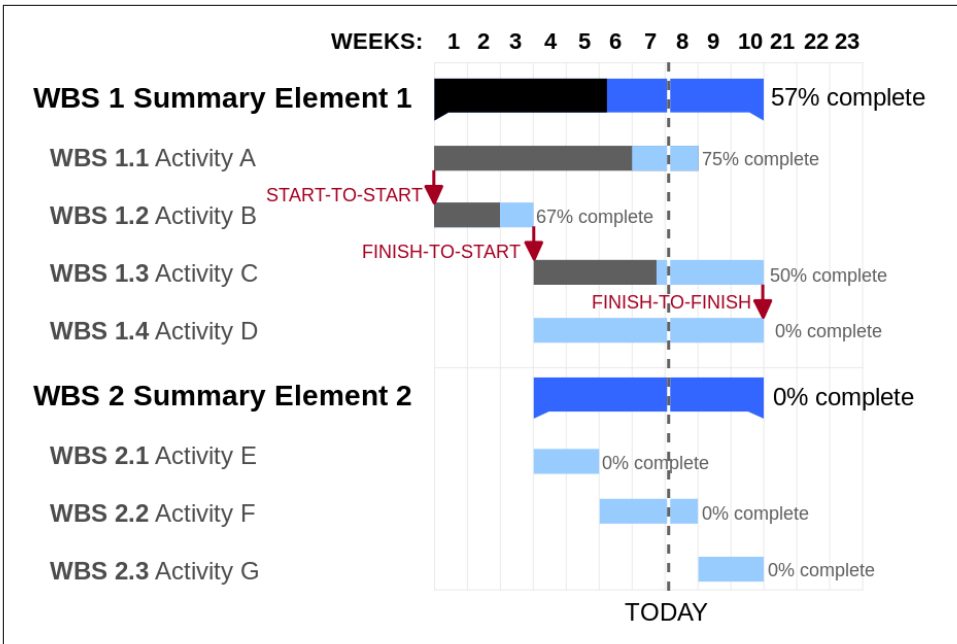 WEEKS: 1 2 3 4 5 6 7 8 9 10 21 22 23
WBS 1 Summary Element 1 57% complete
WBS 1.1 Activity A 75% complete
START-TO-START
WBS 1.2 Activity B 67% complete
FINISH-TO-START
WBS 1.3 Activity C 50% complete
FINISH-TO-FINISH
WBS 1.4 Activity D 0% complete
WBS 2 Summary Element 2 0% complete
WBS 2.1 Activity E 0% complete
WBS 2.2 Activity F 0% complete
WBS 2.3 Activity G 0% complete
TODAY